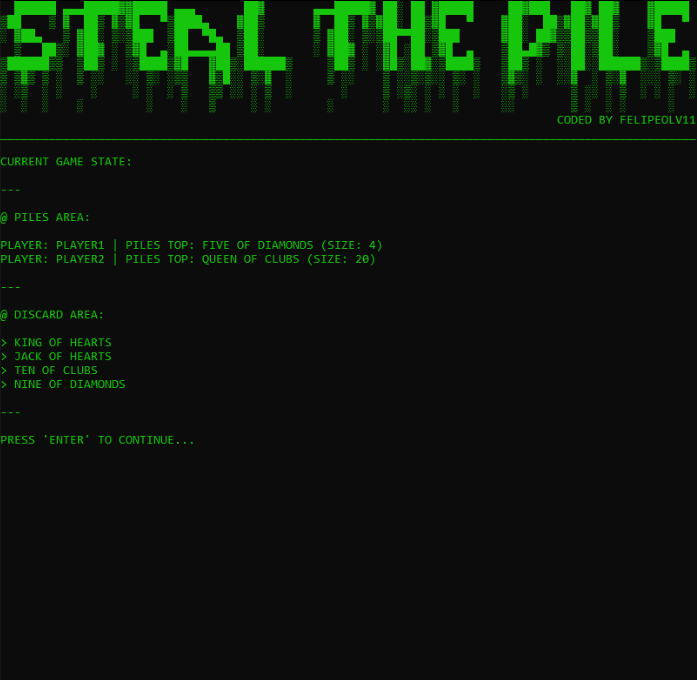 STEAL THE PILE
CODED BY FELIPEOLV11
CURRENT GAME STATE:
---
@ PILES AREA:
PLAYER: PLAYER1 | PILES TOP: FIVE OF DIAMONDS (SIZE: 4)
PLAYER: PLAYER2 | PILES TOP: QUEEN OF CLUBS (SIZE: 20)
---
@ DISCARD AREA:
> KING OF HEARTS
> JACK OF HEARTS
> TEN OF CLUBS
> NINE OF DIAMONDS
---
PRESS 'ENTER' TO CONTINUE...